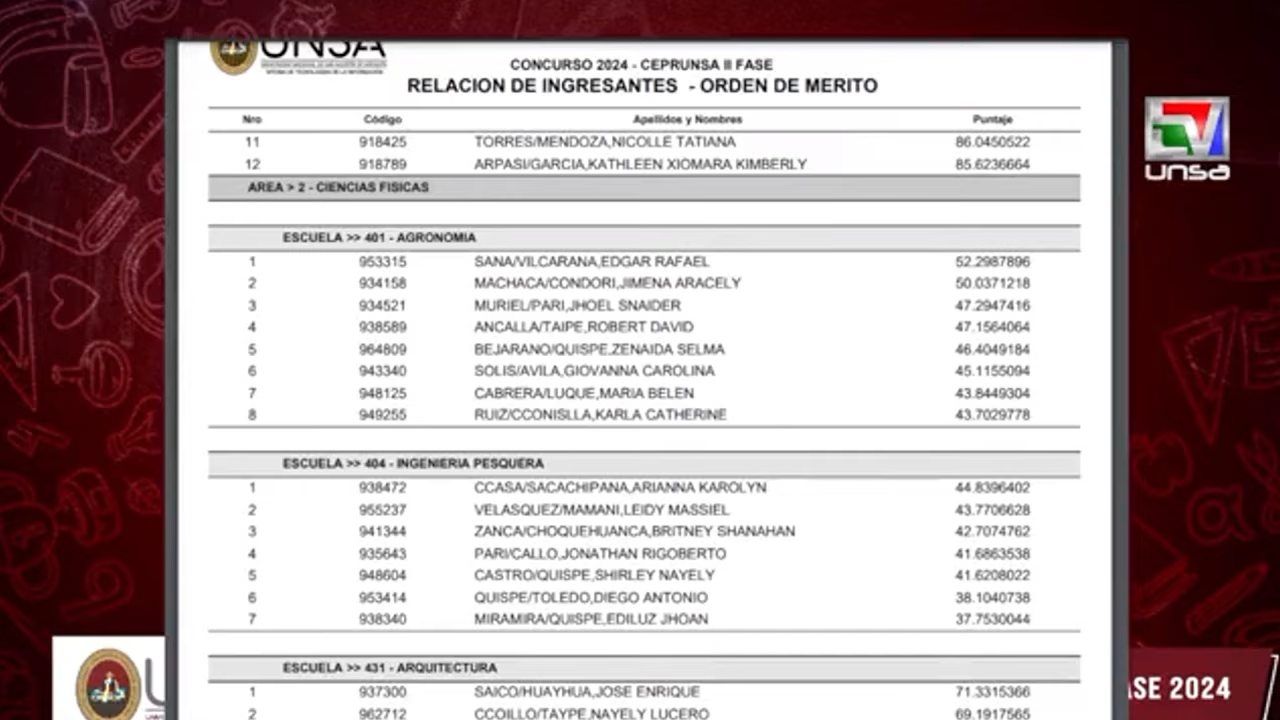 UNSA
CONCURSO 2024 - CEPRUNSA II FASE
RELACION DE INGRESANTES - ORDEN DE MERITO
Nro Código Apellidos y Nombres Puntaje
11 918425 TORRES/MENDOZA,NICOLLE TATIANA 86.0450522
12 918789 ARPASI/GARCIA,KATHLEEN XIOMARA KIMBERLY 85.6236664
AREA > 2 - CIENCIAS FISICAS
ESCUELA >> 401 - AGRONOMIA
1 953315 SANA/VILCARANA,EDGAR RAFAEL 52.2987896
2 934158 MACHACA/CONDORI,JIMENA ARACELY 50.0371218
3 934521 MURIEL/PARI,JHOEL SNAIDER 47.2947416
4 938589 ANCALLA/TAIPE,ROBERT DAVID 47.1564064
5 964809 BEJARANO/QUISPE,ZENAIDA SELMA 46.4049184
6 943340 SOLIS/AVILA,GIOVANNA CAROLINA 45.1155094
7 948125 CABRERA/LUQUE,MARIA BELEN 43.8449304
8 949255 RUIZ/CCONISLLA,KARLA CATHERINE 43.7029778
ESCUELA >> 404 - INGENIERIA PESQUERA
1 938472 CCASA/SACACHIPANA,ARIANNA KAROLYN 44.8396402
2 955237 VELASQUEZ/MAMANI,LEIDY MASSIEL 43.7706628
3 941344 ZANCA/CHOQUEHUANCA,BRITNEY SHANAHAN 42.7074762
4 935643 PARI/CALLO,JONATHAN RIGOBERTO 41.6863538
5 948604 CASTRO/QUISPE,SHIRLEY NAYELY 41.6208022
6 953414 QUISPE/TOLEDO,DIEGO ANTONIO 38.1040738
7 938340 MIRAMIRA/QUISPE,EDILUZ JHOAN 37.7530044
ESCUELA >> 431 - ARQUITECTURA
1 937300 SAICO/HUAYHUA,JOSE ENRIQUE 71.3315366
2 962712 CCOILLO/TAYPE,NAYELY LUCERO 69.1917565
TV
unsa
ASE 2024